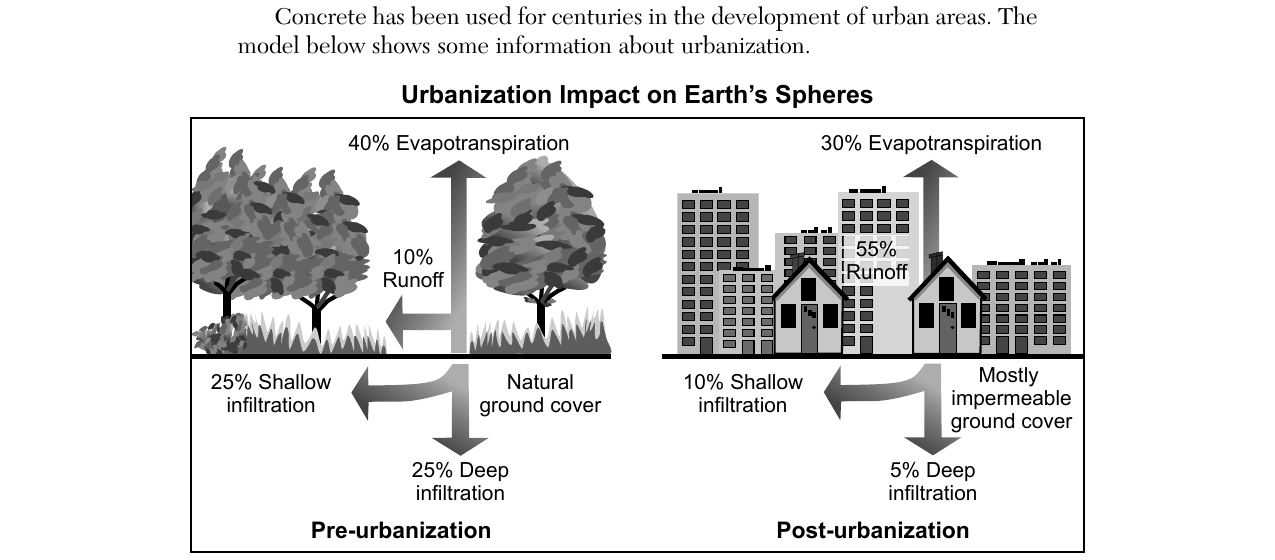 Concrete has been used for centuries in the development of urban areas. The
model below shows some information about urbanization.
Urbanization Impact on Earth's Spheres
40% Evapotranspiration
10%
Runoff
25% Shallow
infiltration
Natural
ground cover
25% Deep
infiltration
Pre-urbanization
30% Evapotranspiration
55%
Runoff
10% Shallow
infiltration
Mostly
impermeable
ground cover
5% Deep
infiltration
Post-urbanization